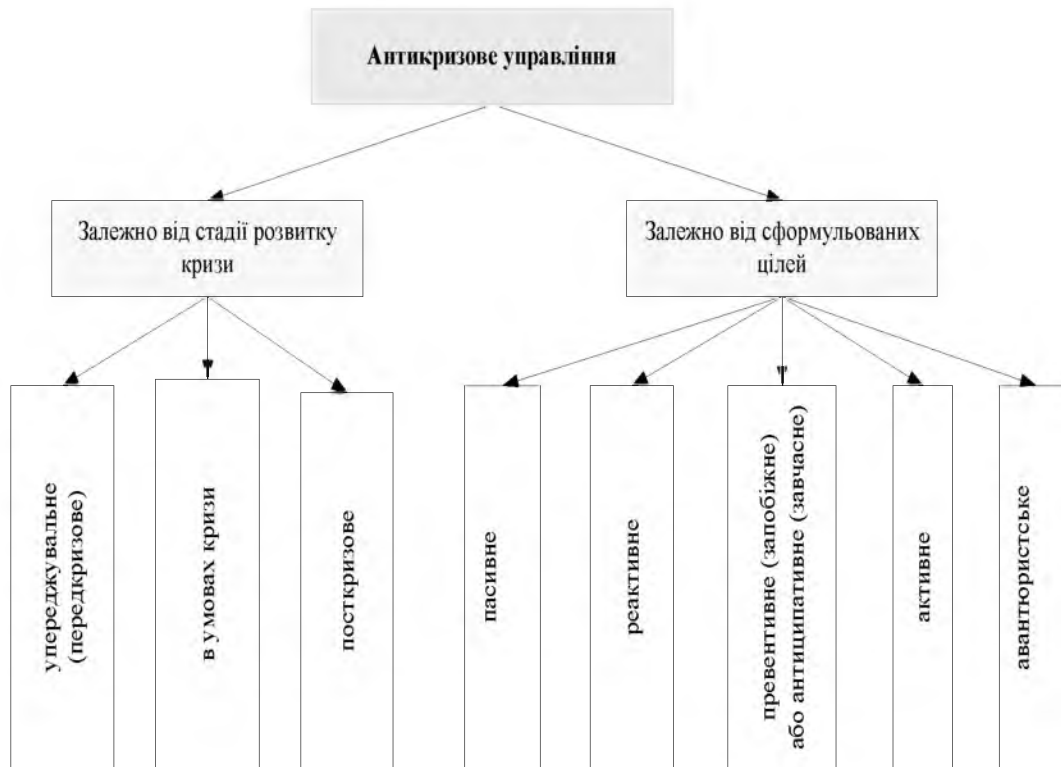 Антикризове управління
Залежно від стадії розвитку
кризи
Залежно від сформульованих
цілей
упереджувальне
(передкризове)
в умовах кризи
посткризове
пасивне
реактивне
превентивне (запобіжне)
або антиципативне (завчасне)
активне
авантюристське